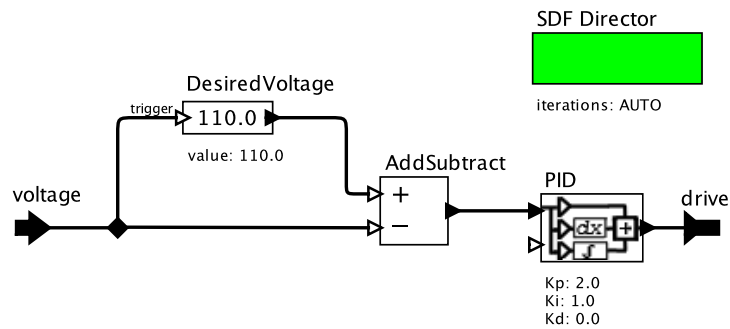 SDF Director
iterations: AUTO
DesiredVoltage
trigger
110.0
value: 110.0
voltage
AddSubtract
+
−
PID
dx
+
∫
drive
Kp: 2.0
Ki: 1.0
Kd: 0.0